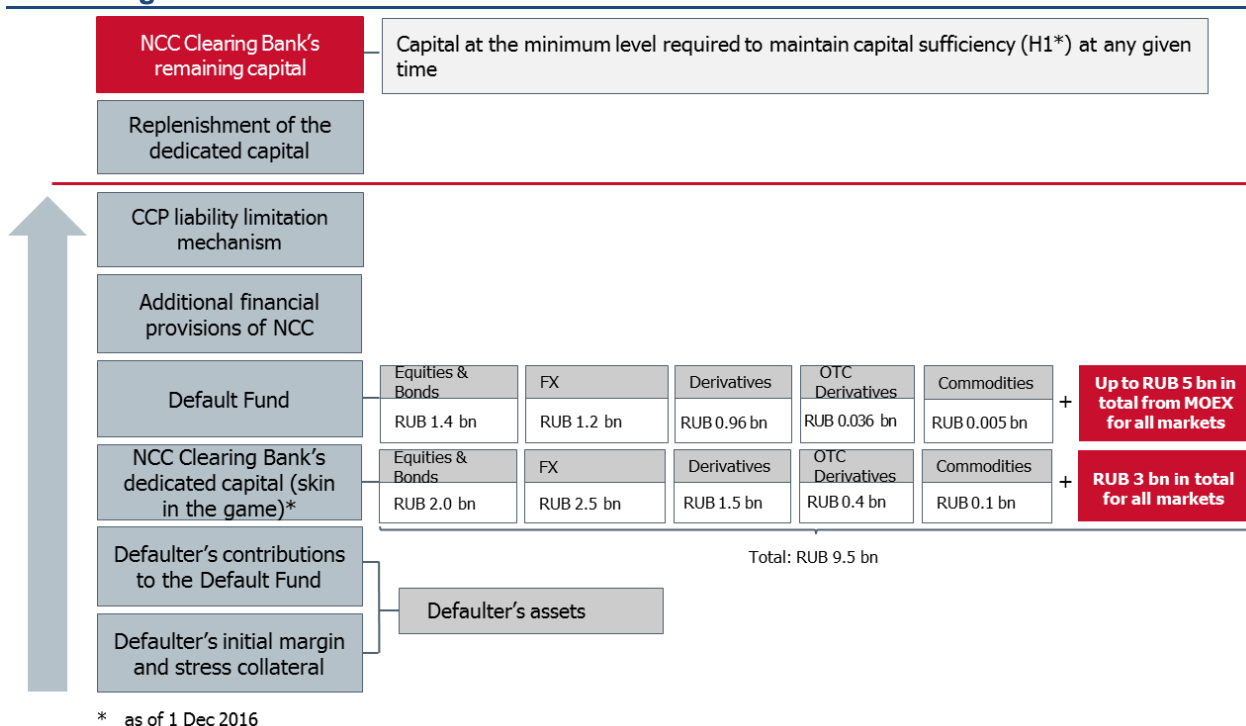 NCC Clearing Bank's
remaining capital
Capital at the minimum level required to maintain capital sufficiency (H1*) at any given
time
Replenishment of the
dedicated capital
CCP liability limitation
mechanism
Additional financial
provisions of NCC
Default Fund
Equities &
Bonds
RUB 1.4 bn
FX
RUB 1.2 bn
Derivatives
RUB 0.96 bn
OTC
Derivatives
RUB 0.036 bn
Commodities
RUB 0.005 bn
+
Up to RUB 5 bn in
total from MOEX
for all markets
NCC Clearing Bank's
dedicated capital (skin
in the game)*
Equities &
Bonds
RUB 2.0 bn
FX
RUB 2.5 bn
Derivatives
RUB 1.5 bn
OTC
Derivatives
RUB 0.4 bn
Commodities
RUB 0.1 bn
+
RUB 3 bn in total
for all markets
Total: RUB 9.5 bn
Defaulter's contributions
to the Default Fund
Defaulter's assets
Defaulter's initial margin
and stress collateral
* as of 1 Dec 2016